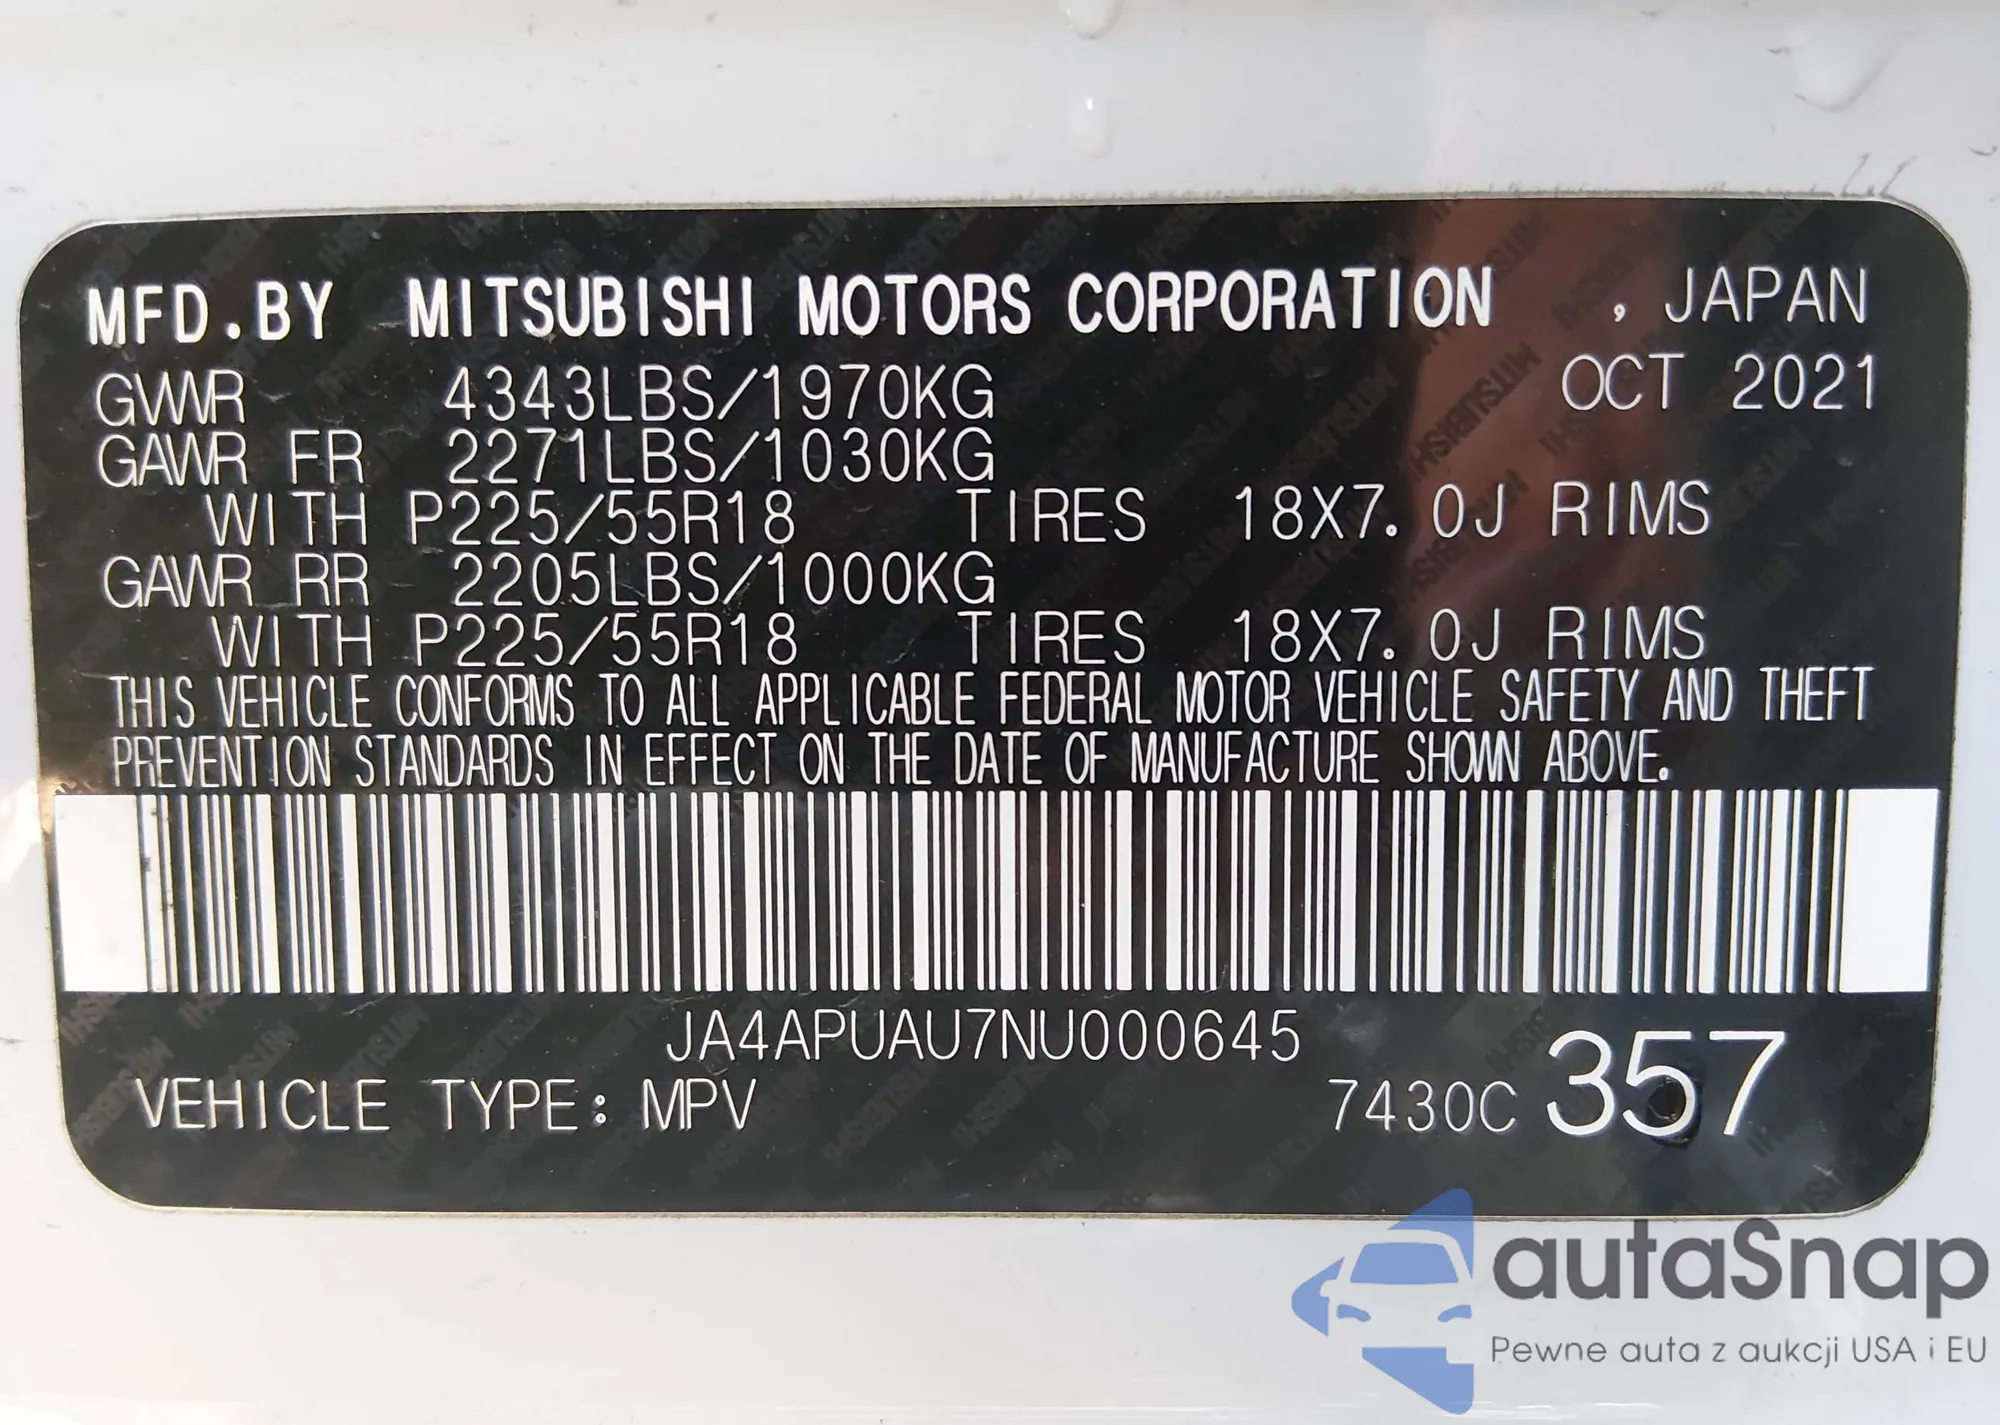 MFD.BY MITSUBISHI MOTORS CORPORATION , JAPAN
GVWR 4343LBS/1970KG OCT 2021
GAWR FR 2271LBS/1030KG
WITH P225/55R18 TIRES 18X7.0J RIMS
GAWR RR 2205LBS/1000KG
WITH P225/55R18 TIRES 18X7.0J RIMS
THIS VEHICLE CONFORMS TO ALL APPLICABLE FEDERAL MOTOR VEHICLE SAFETY AND THEFT
PREVENTION STANDARDS IN EFFECT ON THE DATE OF MANUFACTURE SHOWN ABOVE.
JA4APUAU7NU000645
VEHICLE TYPE: MPV 7430C 357
autaSnap
Pewne auta z aukcji USA i EU